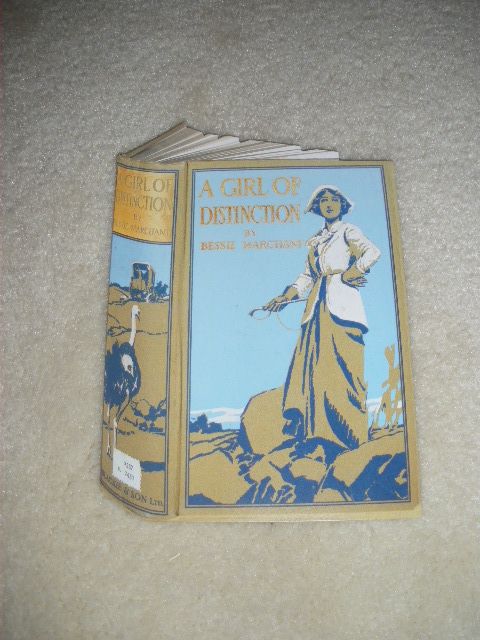 A GIRL OF
DISTINCTION
BY
BESSIE MARCHANT
A GIRL OF
DISTINCTION
BY
MARCHANT
& SON LTD.